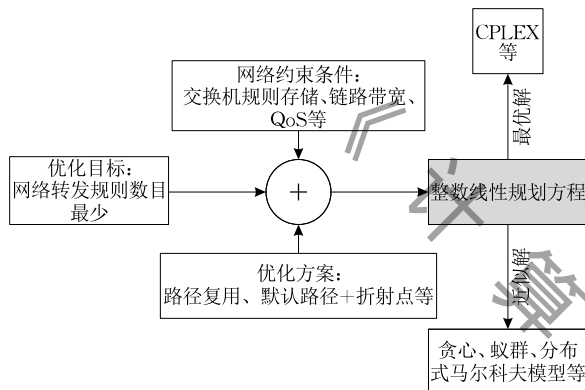 CPLEX
等
网络约束条件：
交换机规则存储、链路带宽、
QoS等
最优解
优化目标：
网络转发规则数目
最少
+
整数线性规划方程
优化方案：
路径复用、默认路径+折射点等
近似解
贪心、蚁群、分布
式马尔科夫模型等
《计算